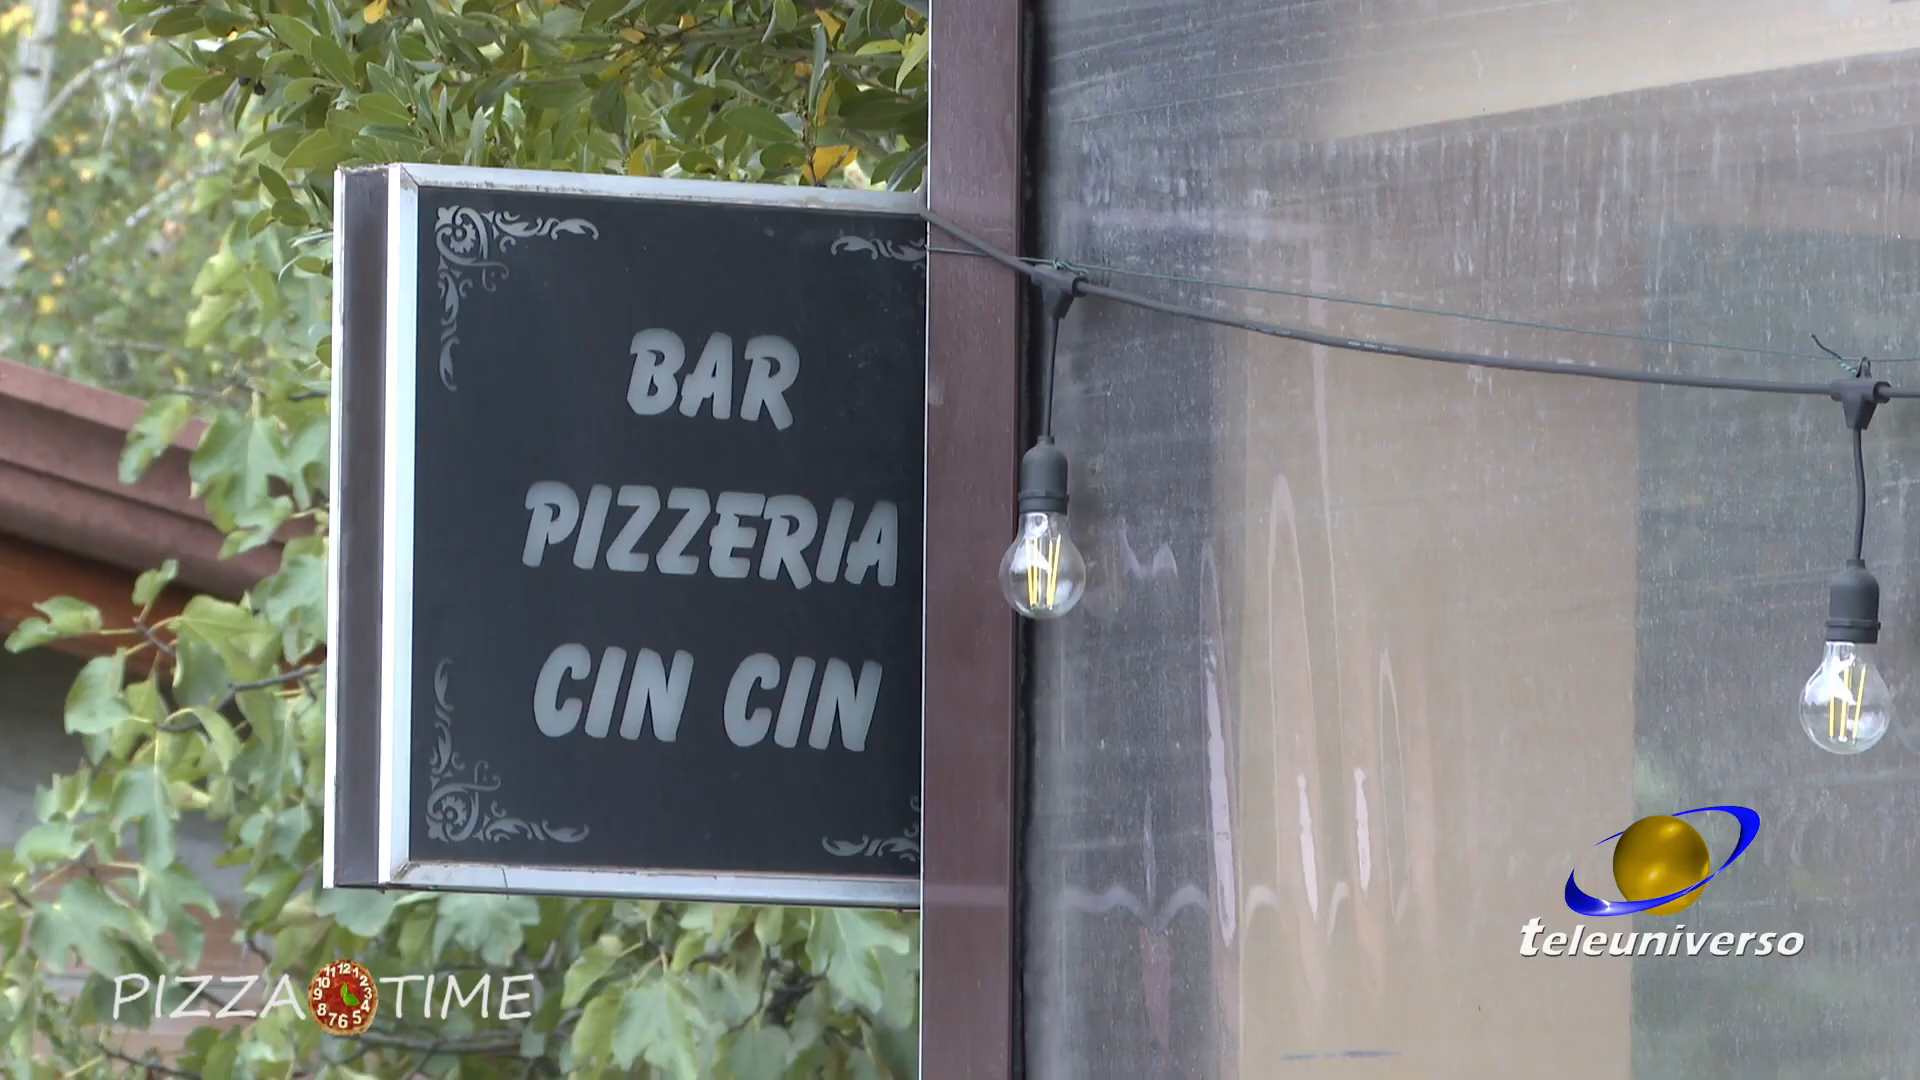 BAR
PIZZERIA
CIN CIN
teleuniverso
PIZZA TIME